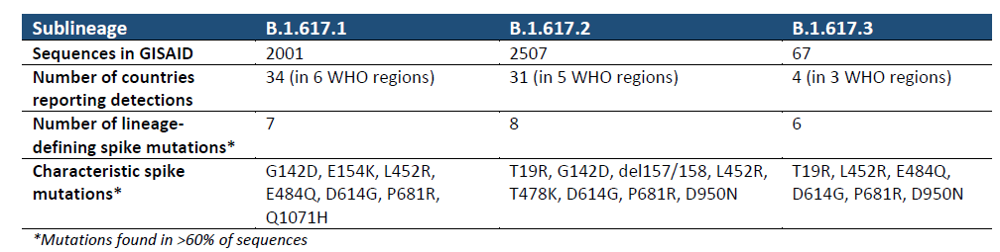 Sublineage B.1.617.1 B.1.617.2 B.1.617.3
Sequences in GISAID 2001 2507 67
Number of countries 34 (in 6 WHO regions) 31 (in 5 WHO regions) 4 (in 3 WHO regions)
reporting detections
Number of lineage- 7 8 6
defining spike mutations*
Characteristic spike G142D, E154K, L452R, T19R, G142D, del157/158, L452R, T19R, L452R, E484Q,
mutations* E484Q, D614G, P681R, T478K, D614G, P681R, D950N D614G, P681R, D950N
Q1071H
*Mutations found in >60% of sequences